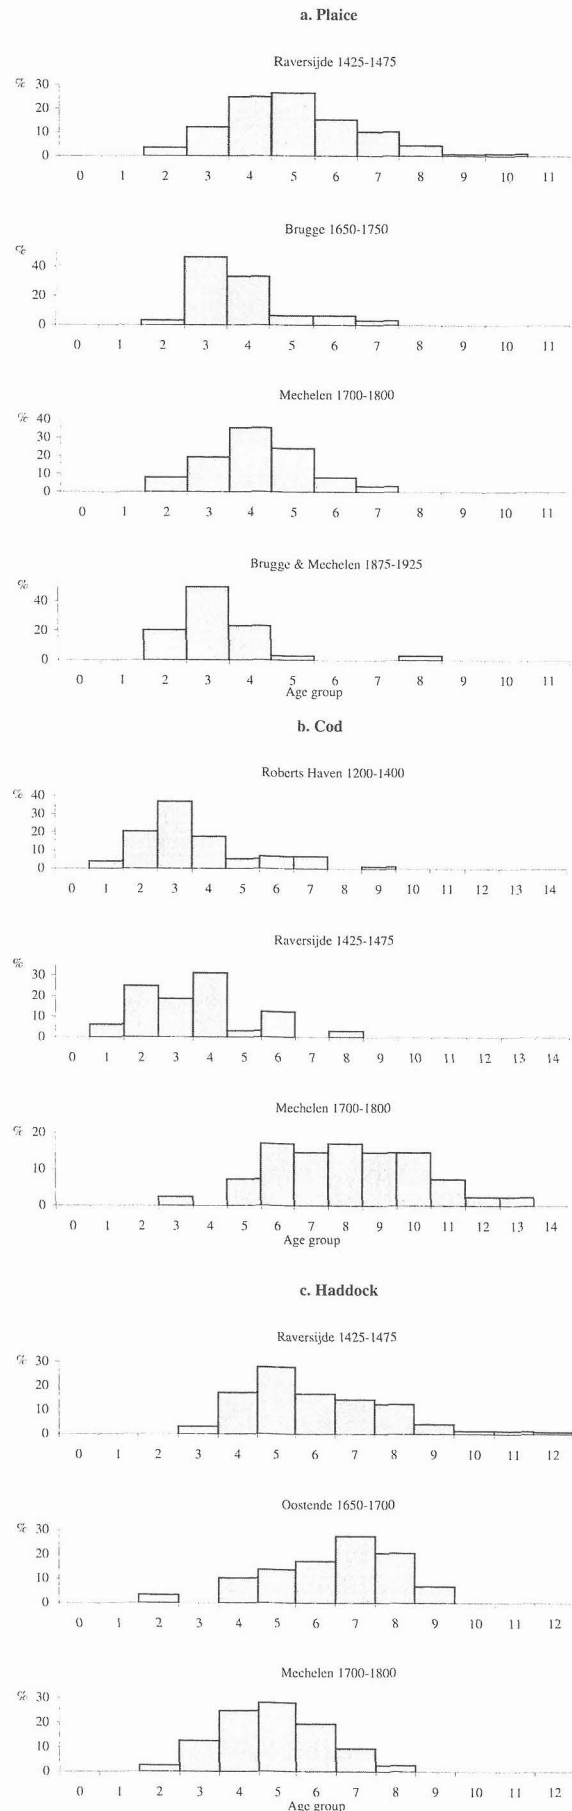 a. Plaice
Raversijde 1425-1475
%
30
20
10
0
0 1 2 3 4 5 6 7 8 9 10 11
Brugge 1650-1750
%
40
20
0
0 1 2 3 4 5 6 7 8 9 10 11
Mechelen 1700-1800
%
40
30
20
10
0
0 1 2 3 4 5 6 7 8 9 10 11
Brugge & Mechelen 1875-1925
%
40
20
0
0 1 2 3 4 5 6 7 8 9 10 11
Age group
b. Cod
Roberts Haven 1200-1400
%
40
30
20
10
0
0 1 2 3 4 5 6 7 8 9 10 11 12 13 14
Raversijde 1425-1475
%
30
20
10
0
0 1 2 3 4 5 6 7 8 9 10 11 12 13 14
Mechelen 1700-1800
%
20
10
0
0 1 2 3 4 5 6 7 8 9 10 11 12 13 14
Age group
c. Haddock
Raversijde 1425-1475
%
30
20
10
0
0 1 2 3 4 5 6 7 8 9 10 11 12
Oostende 1650-1700
%
30
20
10
0
0 1 2 3 4 5 6 7 8 9 10 11 12
Mechelen 1700-1800
%
30
20
10
0
0 1 2 3 4 5 6 7 8 9 10 11 12
Age group